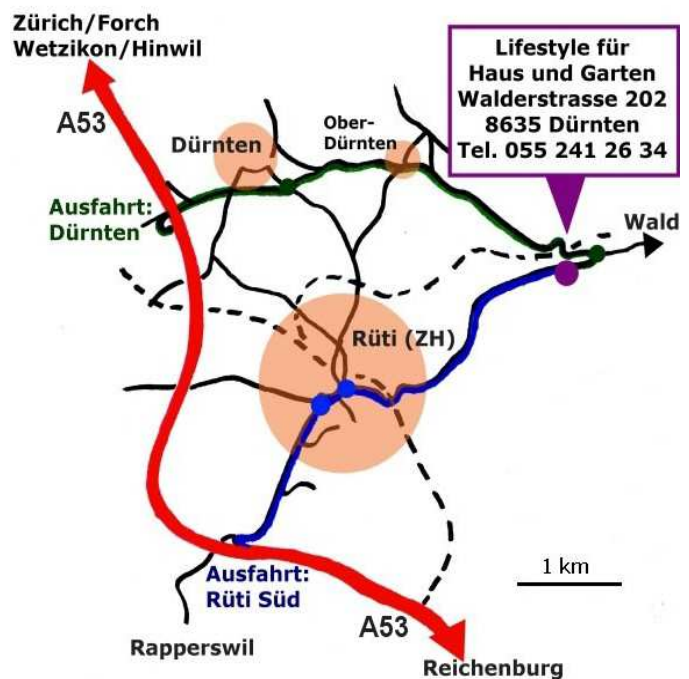 Zürich/Forch
Wetzikon/Hinwil
A53
Dürnten
Ober-
Dürnten
Lifestyle für
Haus und Garten
Walderstrasse 202
8635 Dürnten
Tel. 055 241 26 34
Ausfahrt:
Dürnten
Wald
Rüti (ZH)
1 km
Ausfahrt:
Rüti Süd
A53
Rapperswil
Reichenburg